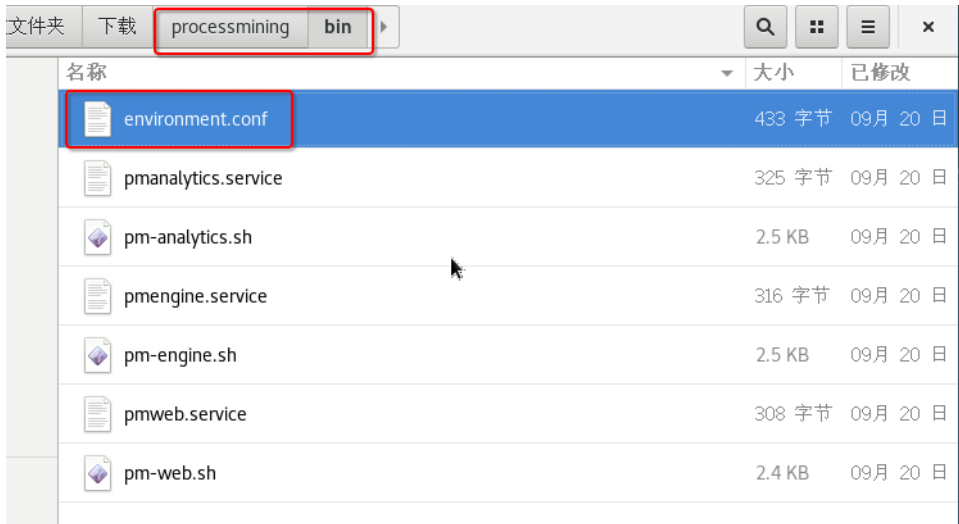 文件夹 下载 processmining bin
名称 大小 已修改
environment.conf 433 字节 09月 20 日
pmanalytics.service 325 字节 09月 20 日
pm-analytics.sh 2.5 KB 09月 20 日
pmengine.service 316 字节 09月 20 日
pm-engine.sh 2.5 KB 09月 20 日
pmweb.service 308 字节 09月 20 日
pm-web.sh 2.4 KB 09月 20 日